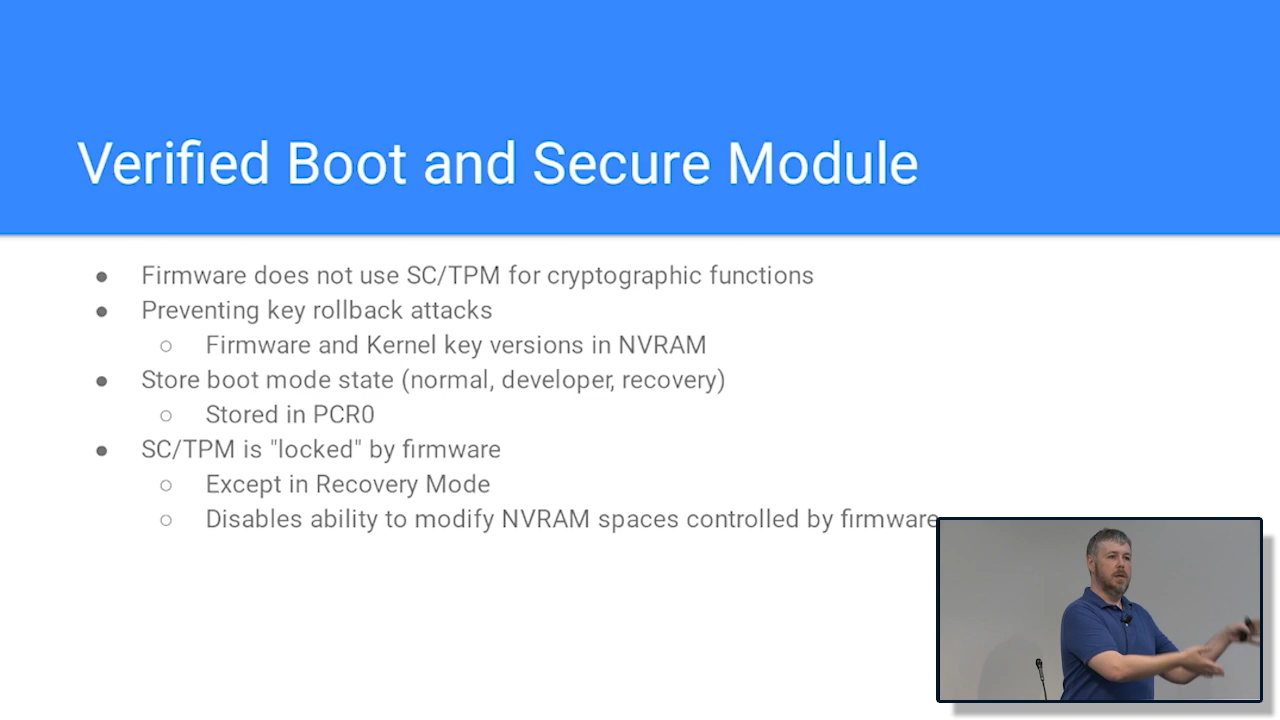 Verified Boot and Secure Module
● Firmware does not use SC/TPM for cryptographic functions
● Preventing key rollback attacks
○ Firmware and Kernel key versions in NVRAM
● Store boot mode state (normal, developer, recovery)
○ Stored in PCR0
● SC/TPM is "locked" by firmware
○ Except in Recovery Mode
○ Disables ability to modify NVRAM spaces controlled by firmware